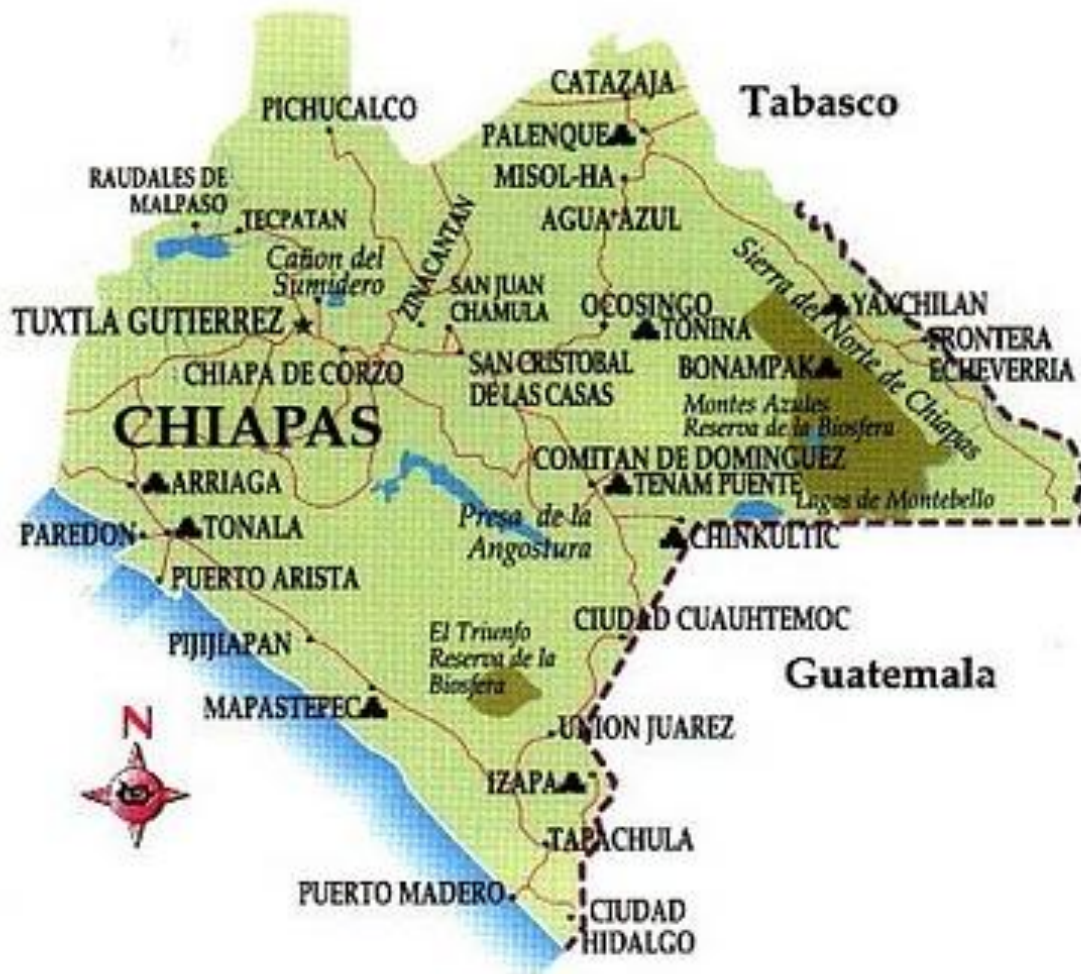 CATAZAJA
Tabasco
PICHUCALCO
PALENQUE
MISOL-HA
RAUDALES DE
MALPASO
TECPATAN
AGUA AZUL
ZINACANTAN
Cañon del
Sumidero
SAN JUAN
CHAMULA
OCOSINGO
Sierra del Norte de Chiapas
YAXCHILAN
TUXTLA GUTIERREZ
TONINA
FRONTERA
ECHEVERRIA
CHIAPA DE CORZO
SAN CRISTOBAL
DE LAS CASAS
BONAMPAK
Montes Azules
Reserva de la Biosfera
CHIAPAS
COMITAN DE DOMINGUEZ
ARRIAGA
TENAM PUENTE
Lagos de Montebello
PAREDON
TONALA
Presa de la
Angostura
CHINKULTIC
PUERTO ARISTA
PIJIJIAPAN
El Triunfo
Reserva de la
Biosfera
CIUDAD CUAUHTEMOC
Guatemala
MAPASTEPEC
N
UNION JUAREZ
IZAPA
TAPACHULA
PUERTO MADERO
CIUDAD
HIDALGO